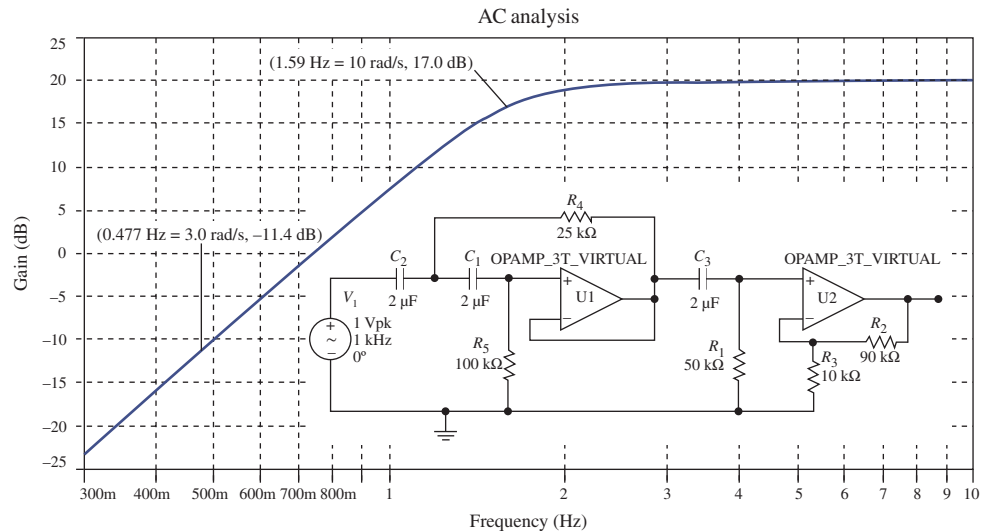 AC analysis
25
20
15
10
5
0
−5
−10
−15
−20
−25
Gain (dB)
(1.59 Hz = 10 rad/s, 17.0 dB)
(0.477 Hz = 3.0 rad/s, −11.4 dB)
R4
25 kΩ
C2
2 μF
C1
2 μF
OPAMP_3T_VIRTUAL
+
−
U1
C3
2 μF
OPAMP_3T_VIRTUAL
+
−
U2
V1
+
~
−
1 Vpk
1 kHz
0º
R5
100 kΩ
R1
50 kΩ
R2
90 kΩ
R3
10 kΩ
300m 400m 500m 600m 700m 800m 1 2 3 4 5 6 7 8 9 10
Frequency (Hz)